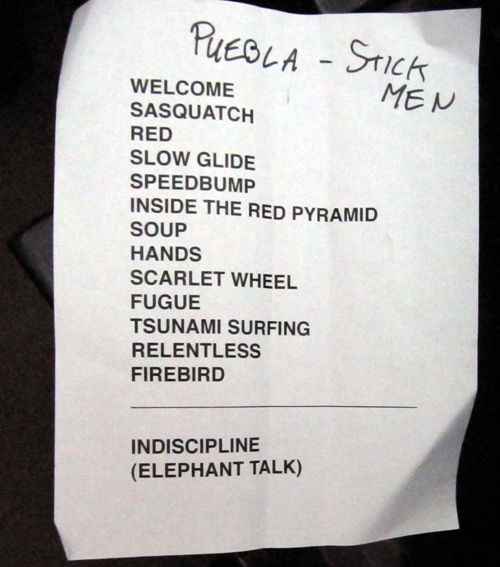 PUEBLA - STICK
MEN
WELCOME
SASQUATCH
RED
SLOW GLIDE
SPEEDBUMP
INSIDE THE RED PYRAMID
SOUP
HANDS
SCARLET WHEEL
FUGUE
TSUNAMI SURFING
RELENTLESS
FIREBIRD
INDISCIPLINE
(ELEPHANT TALK)